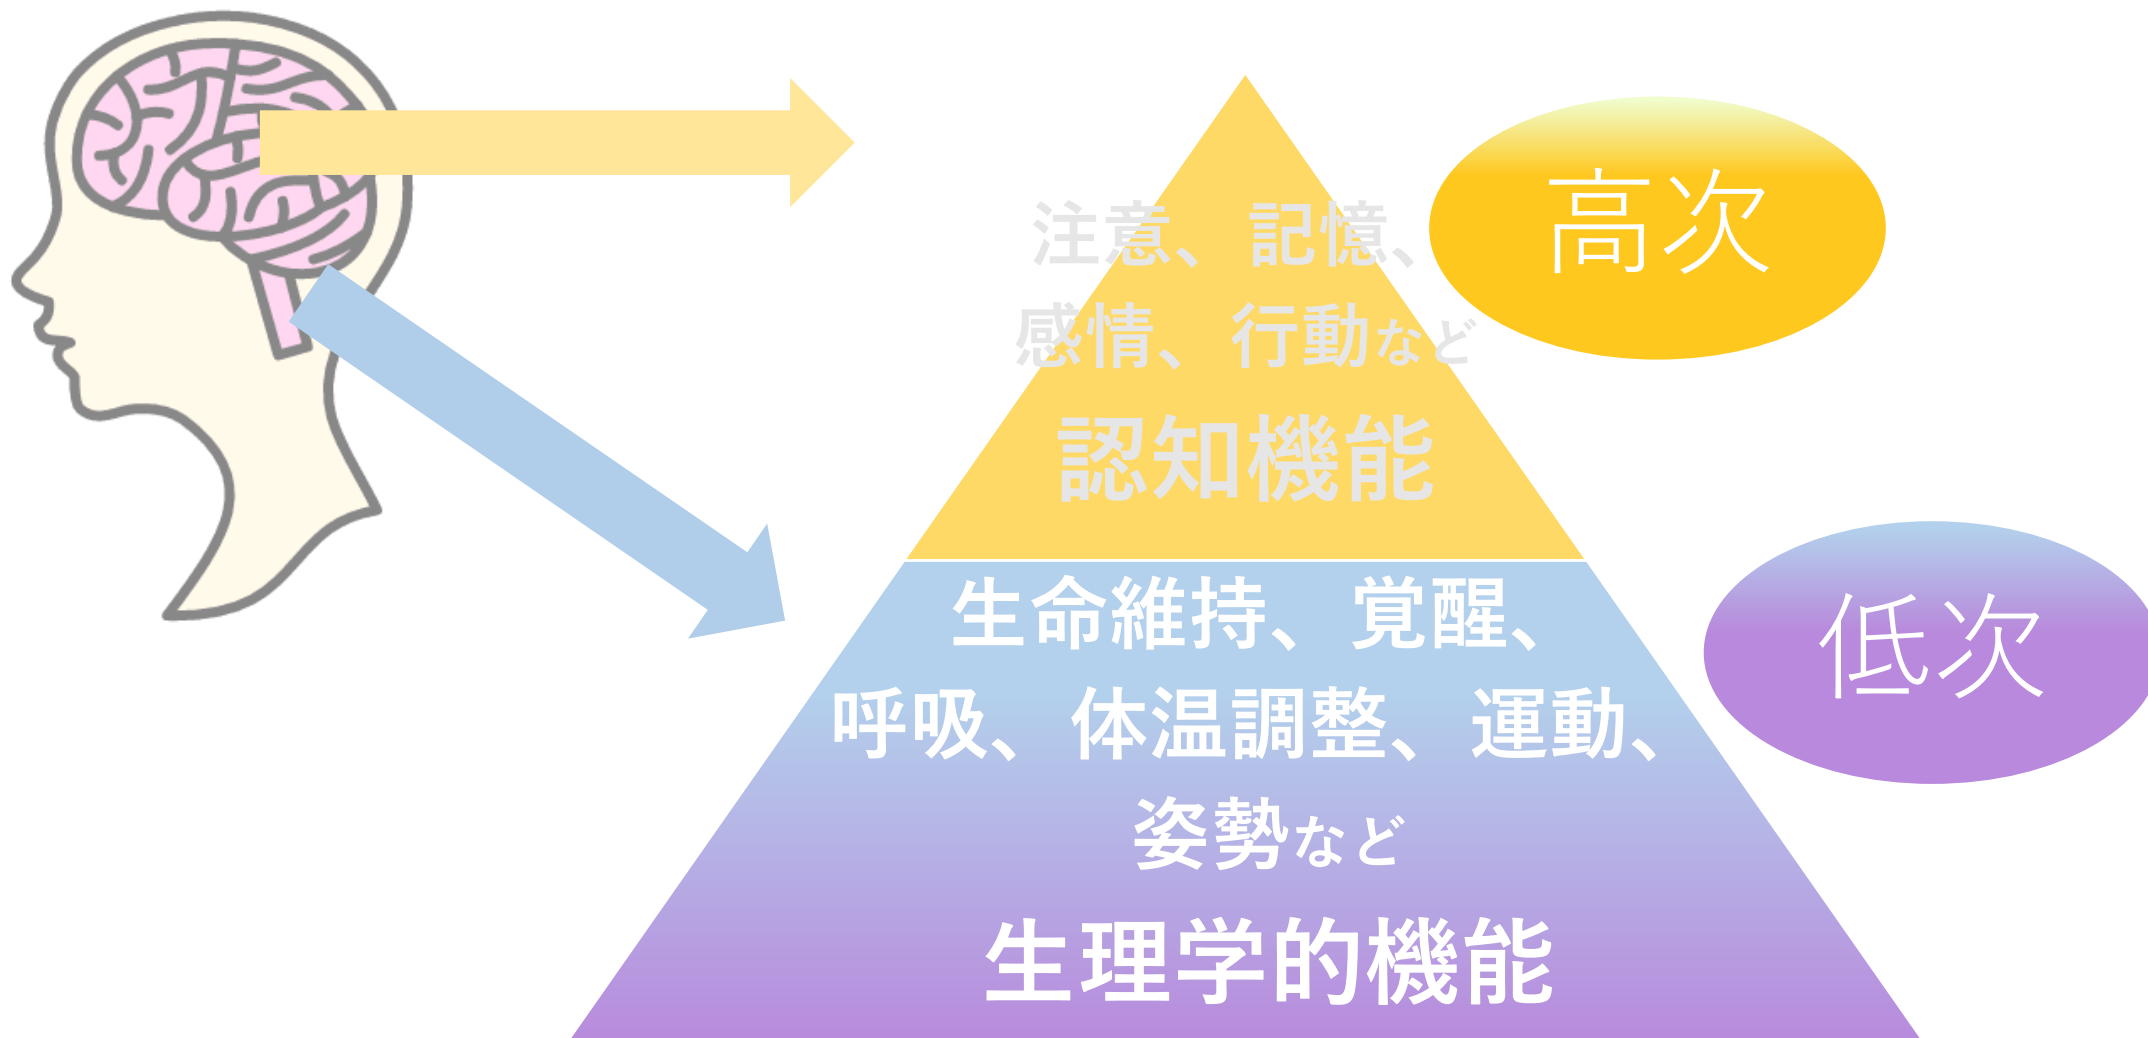 注意、記憶、
感情、行動など
認知機能
高次
生命維持、覚醒、
呼吸、体温調整、運動、
姿勢など
生理学的機能
低次